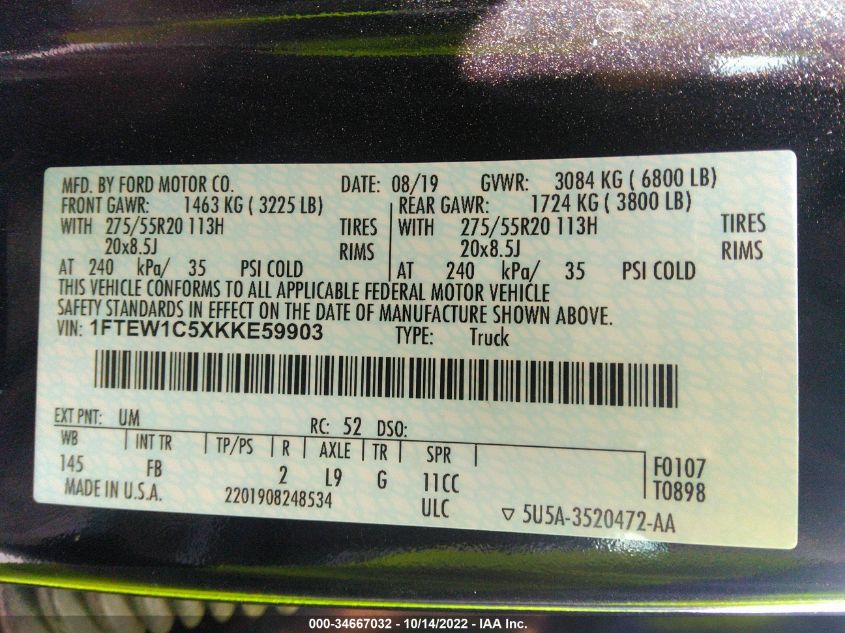 MFD. BY FORD MOTOR CO. DATE: 08/19 GVWR: 3084 KG ( 6800 LB)
FRONT GAWR: 1463 KG ( 3225 LB) REAR GAWR: 1724 KG ( 3800 LB)
WITH 275/55R20 113H TIRES WITH 275/55R20 113H TIRES
20x8.5J RIMS 20x8.5J RIMS
AT 240 kPa/ 35 PSI COLD AT 240 kPa/ 35 PSI COLD
THIS VEHICLE CONFORMS TO ALL APPLICABLE FEDERAL MOTOR VEHICLE
SAFETY STANDARDS IN EFFECT ON THE DATE OF MANUFACTURE SHOWN ABOVE.
VIN: 1FTEW1C5XKKE59903 TYPE: Truck
EXT PNT: UM RC: 52 DSO:
WB INT TR TP/PS R AXLE TR SPR
145 FB 2 L9 G 11CC F0107
MADE IN U.S.A. 2201908248534 ULC T0898
▽ 5U5A-3520472-AA
000-34667032 - 10/14/2022 - IAA Inc.